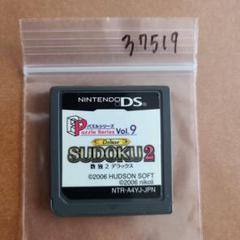 37519
NINTENDO DS
パズルシリーズ
Puzzle Series Vol.9
Deluxe
SUDOKU 2
数独2 デラックス
©2006 HUDSON SOFT
©2006 nikoli
NTR-A4YJ-JPN